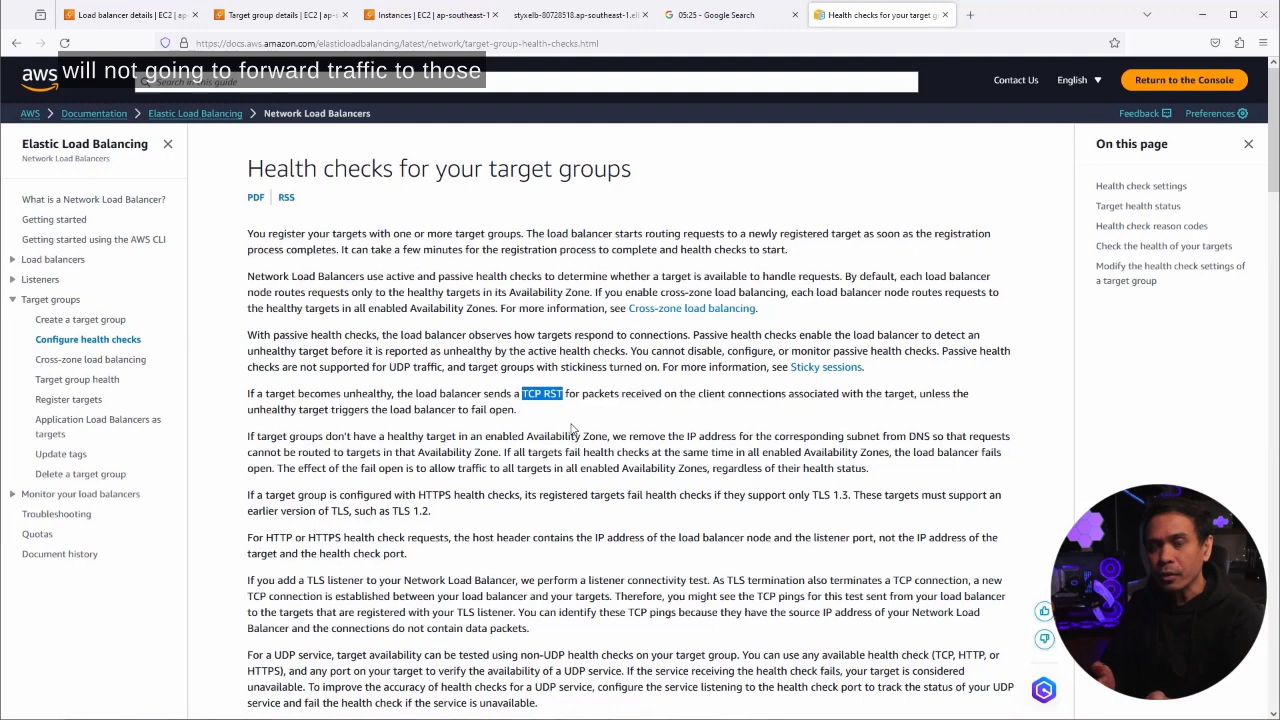 Load balancer details | EC2 | ap
Target group details | EC2 | ap-s
Instances | EC2 | ap-southeast-1
styxelb-80728518.ap-southeast-1.el
05:25 - Google Search
Health checks for your target g
https://docs.aws.amazon.com/elasticloadbalancing/latest/network/target-group-health-checks.html
will not going to forward traffic to those
aws
Search in this guide
Contact Us
English
Return to the Console
AWS
Documentation
Elastic Load Balancing
Network Load Balancers
Feedback
Preferences
Elastic Load Balancing
Network Load Balancers
What is a Network Load Balancer?
Getting started
Getting started using the AWS CLI
Load balancers
Listeners
Target groups
Create a target group
Configure health checks
Cross-zone load balancing
Target group health
Register targets
Application Load Balancers as
targets
Update tags
Delete a target group
Monitor your load balancers
Troubleshooting
Quotas
Document history
Health checks for your target groups
PDF
RSS
You register your targets with one or more target groups. The load balancer starts routing requests to a newly registered target as soon as the registration
process completes. It can take a few minutes for the registration process to complete and health checks to start.
Network Load Balancers use active and passive health checks to determine whether a target is available to handle requests. By default, each load balancer
node routes requests only to the healthy targets in its Availability Zone. If you enable cross-zone load balancing, each load balancer node routes requests to
the healthy targets in all enabled Availability Zones. For more information, see Cross-zone load balancing.
With passive health checks, the load balancer observes how targets respond to connections. Passive health checks enable the load balancer to detect an
unhealthy target before it is reported as unhealthy by the active health checks. You cannot disable, configure, or monitor passive health checks. Passive health
checks are not supported for UDP traffic, and target groups with stickiness turned on. For more information, see Sticky sessions.
If a target becomes unhealthy, the load balancer sends a TCP RST for packets received on the client connections associated with the target, unless the
unhealthy target triggers the load balancer to fail open.
If target groups don't have a healthy target in an enabled Availability Zone, we remove the IP address for the corresponding subnet from DNS so that requests
cannot be routed to targets in that Availability Zone. If all targets fail health checks at the same time in all enabled Availability Zones, the load balancer fails
open. The effect of the fail open is to allow traffic to all targets in all enabled Availability Zones, regardless of their health status.
If a target group is configured with HTTPS health checks, its registered targets fail health checks if they support only TLS 1.3. These targets must support an
earlier version of TLS, such as TLS 1.2.
For HTTP or HTTPS health check requests, the host header contains the IP address of the load balancer node and the listener port, not the IP address of the
target and the health check port.
If you add a TLS listener to your Network Load Balancer, we perform a listener connectivity test. As TLS termination also terminates a TCP connection, a new
TCP connection is established between your load balancer and your targets. Therefore, you might see the TCP pings for this test sent from your load balancer
to the targets that are registered with your TLS listener. You can identify these TCP pings because they have the source IP address of your Network Load
Balancer and the connections do not contain data packets.
For a UDP service, target availability can be tested using non-UDP health checks on your target group. You can use any available health check (TCP, HTTP, or
HTTPS), and any port on your target to verify the availability of a UDP service. If the service receiving the health check fails, your target is considered
unavailable. To improve the accuracy of health checks for a UDP service, configure the service listening to the health check port to track the status of your UDP
service and fail the health check if the service is unavailable.
On this page
Health check settings
Target health status
Health check reason codes
Check the health of your targets
Modify the health check settings of
a target group